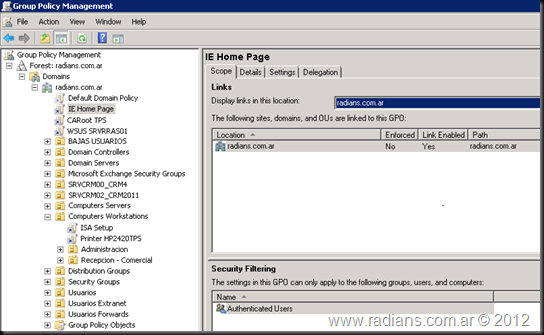 Group Policy Management
File Action View Window Help
Group Policy Management
Forest: radians.com.ar
Domains
radians.com.ar
Default Domain Policy
IE Home Page
CARoot TPS
WSUS SRVRRAS01
BAJAS USUARIOS
Domain Controllers
Domain Servers
Microsoft Exchange Security Groups
SRVCRM00_CRM4
SRVCRM02_CRM2011
Computers Servers
Computers Workstations
ISA Setup
Printer HP2420TPS
Administracion
Recepcion - Comercial
Distribution Groups
Security Groups
Usuarios
Usuarios Extranet
Usuarios Forwards
Group Policy Objects
IE Home Page
Scope Details Settings Delegation
Links
Display links in this location: radians.com.ar
The following sites, domains, and OUs are linked to this GPO:
Location Enforced Link Enabled Path
radians.com.ar No Yes radians.com.ar
Security Filtering
The settings in this GPO can only apply to the following groups, users, and computers:
Name
Authenticated Users
www.radians.com.ar © 2012